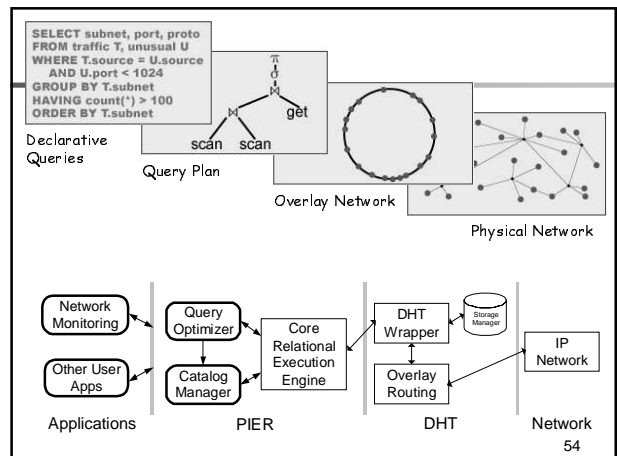 SELECT subnet, port, proto
FROM traffic T, unusual U
WHERE T.source = U.source
AND U.port < 1024
GROUP BY T.subnet
HAVING count(*) > 100
ORDER BY T.subnet
Declarative
Queries
π
σ
⋈
⋈
get
scan scan
Query Plan
Overlay Network
Physical Network
Network
Monitoring
Other User
Apps
Applications
Query
Optimizer
Catalog
Manager
Core
Relational
Execution
Engine
PIER
DHT
Wrapper
Storage
Manager
Overlay
Routing
DHT
IP
Network
Network
54